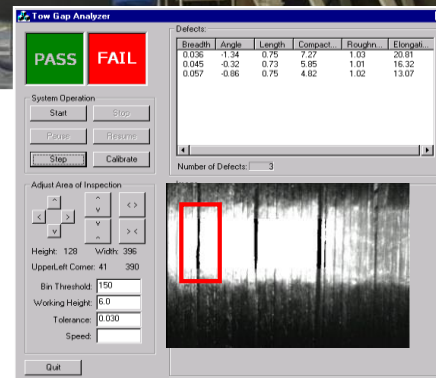 Tow Gap Analyzer
PASS FAIL
Defects:
Breadth Angle Length Compact... Roughn... Elongati...
0.036 -1.34 0.75 7.27 1.03 20.81
0.045 -0.32 0.73 5.85 1.01 16.32
0.057 -0.86 0.75 4.82 1.02 13.07
Number of Defects: 3
System Operation
Start Stop
Pause Resume
Step Calibrate
Adjust Area of Inspection
Height: 128 Width: 396
UpperLeft Corner: 41 390
Bin Threshold: 150
Working Height: 6.0
Tolerance: 0.030
Speed:
Quit